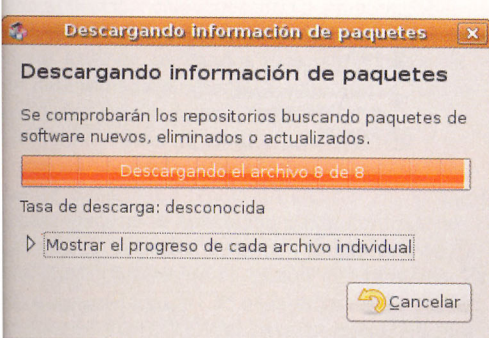 Descargando información de paquetes
Descargando información de paquetes
Se comprobarán los repositorios buscando paquetes de
software nuevos, eliminados o actualizados.
Descargando el archivo 8 de 8
Tasa de descarga: desconocida
Mostrar el progreso de cada archivo individual
Cancelar